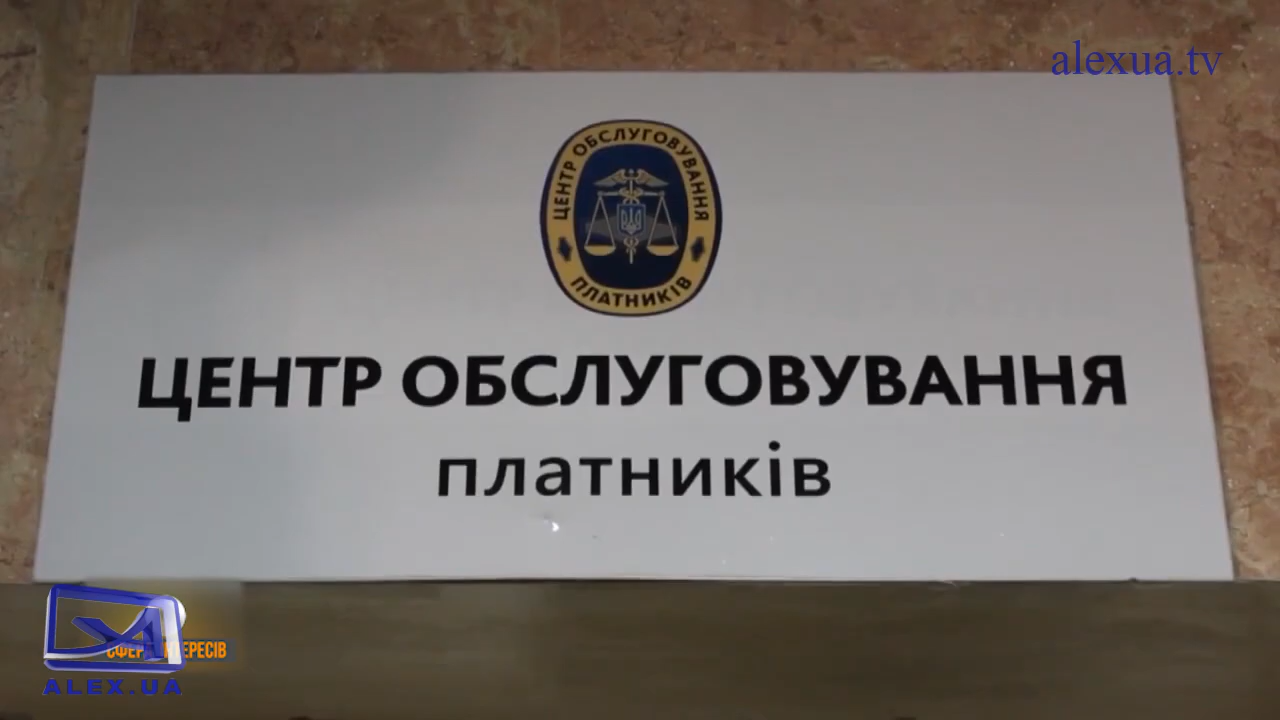 alexua.tv
ЦЕНТР ОБСЛУГОВУВАННЯ
ПЛАТНИКІВ
ЦЕНТР ОБСЛУГОВУВАННЯ
платників
ALEX.UA